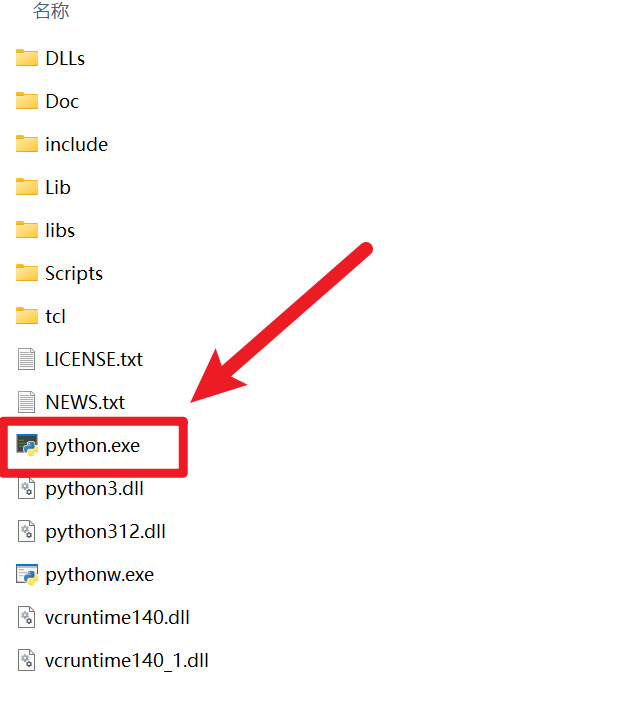 名称
DLLs
Doc
include
Lib
libs
Scripts
tcl
LICENSE.txt
NEWS.txt
python.exe
python3.dll
python312.dll
pythonw.exe
vcruntime140.dll
vcruntime140_1.dll